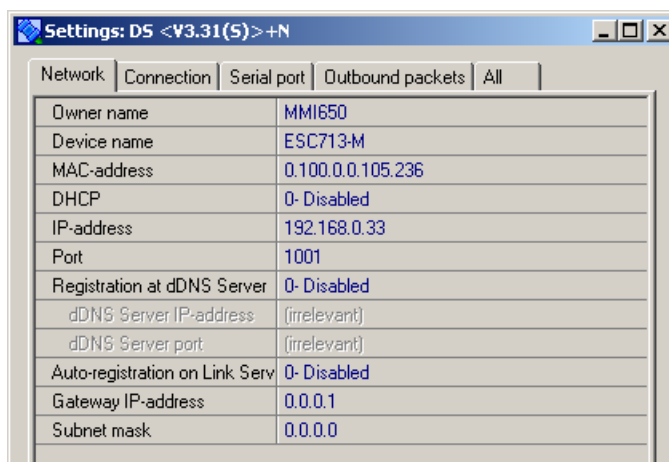 Settings: DS <V3.31(S)>+N
Network Connection Serial port Outbound packets All
Owner name MMI650
Device name ESC713-M
MAC-address 0.100.0.0.105.236
DHCP 0- Disabled
IP-address 192.168.0.33
Port 1001
Registration at dDNS Server 0- Disabled
dDNS Server IP-address (irrelevant)
dDNS Server port (irrelevant)
Auto-registration on Link Serv 0- Disabled
Gateway IP-address 0.0.0.1
Subnet mask 0.0.0.0